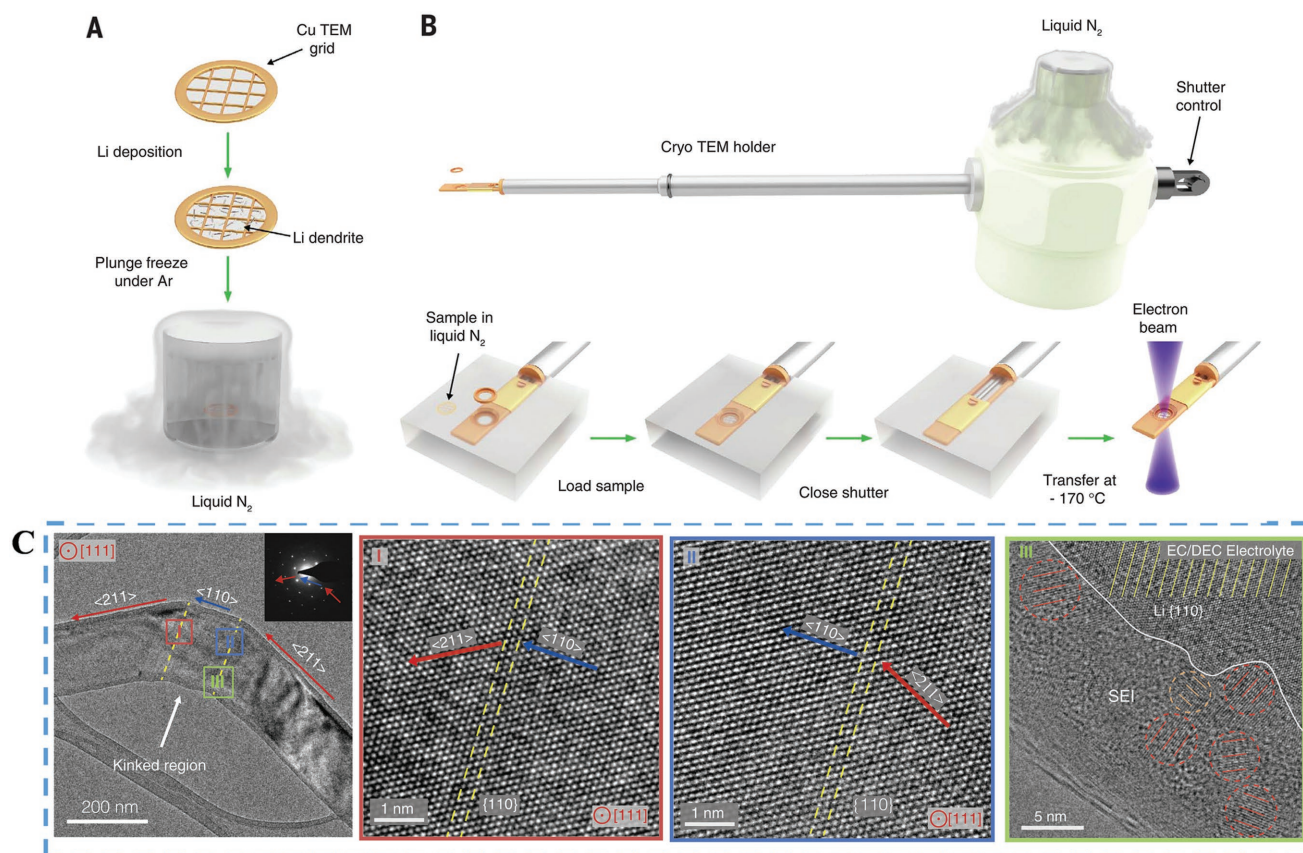 A
Cu TEM
grid
Li deposition
Li dendrite
Plunge freeze
under Ar
Liquid N₂
B
Liquid N₂
Shutter
control
Cryo TEM holder
Sample in
liquid N₂
Electron
beam
Load sample
Close shutter
Transfer at
- 170 °C
C
[111]
<211>
<110>
<211>
I
II
III
Kinked region
200 nm
I
<211>
<110>
1 nm
{110}
[111]
II
<110>
<211>
1 nm
{110}
[111]
III
EC/DEC Electrolyte
Li {110}
SEI
5 nm